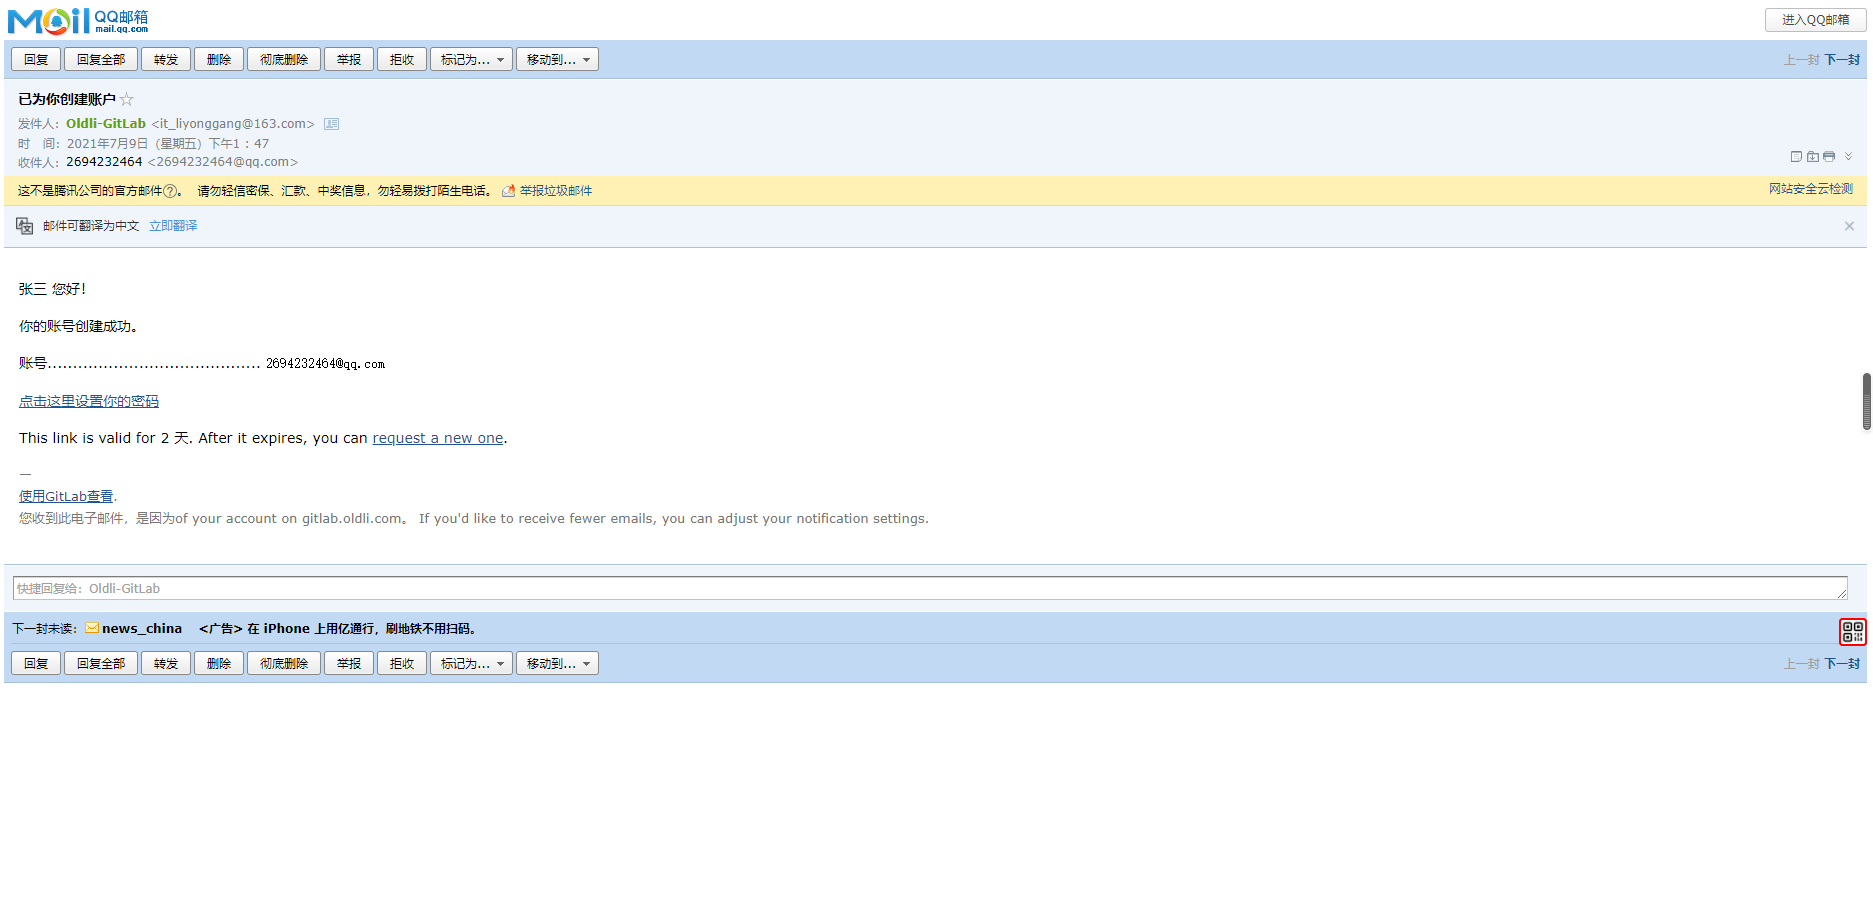 Mail QQ邮箱
mail.qq.com
进入QQ邮箱
回复 回复全部 转发 删除 彻底删除 举报 拒收 标记为... 移动到... 上一封 下一封
已为你创建账户
发件人：Oldli-GitLab <it_liyonggang@163.com>
时 间：2021年7月9日（星期五）下午1：47
收件人：2694232464 <2694232464@qq.com>
这不是腾讯公司的官方邮件?。 请勿轻信密保、汇款、中奖信息，勿轻易拨打陌生电话。 举报垃圾邮件 网站安全云检测
邮件可翻译为中文 立即翻译
张三 您好！
你的账号创建成功。
账号.......................................... 2694232464@qq.com
点击这里设置你的密码
This link is valid for 2 天. After it expires, you can request a new one.
—
使用GitLab查看.
您收到此电子邮件，是因为of your account on gitlab.oldli.com。 If you'd like to receive fewer emails, you can adjust your notification settings.
快捷回复给：Oldli-GitLab
下一封未读： news_china <广告> 在 iPhone 上用亿通行，刷地铁不用扫码。
回复 回复全部 转发 删除 彻底删除 举报 拒收 标记为... 移动到... 上一封 下一封